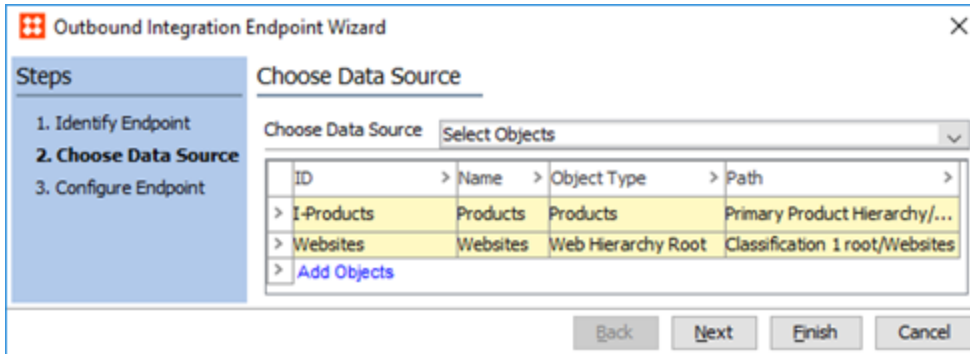 Outbound Integration Endpoint Wizard
Steps
1. Identify Endpoint
2. Choose Data Source
3. Configure Endpoint
Choose Data Source
Choose Data Source Select Objects
ID Name Object Type Path
I-Products Products Products Primary Product Hierarchy/...
Websites Websites Web Hierarchy Root Classification 1 root/Websites
Add Objects
Back Next Finish Cancel